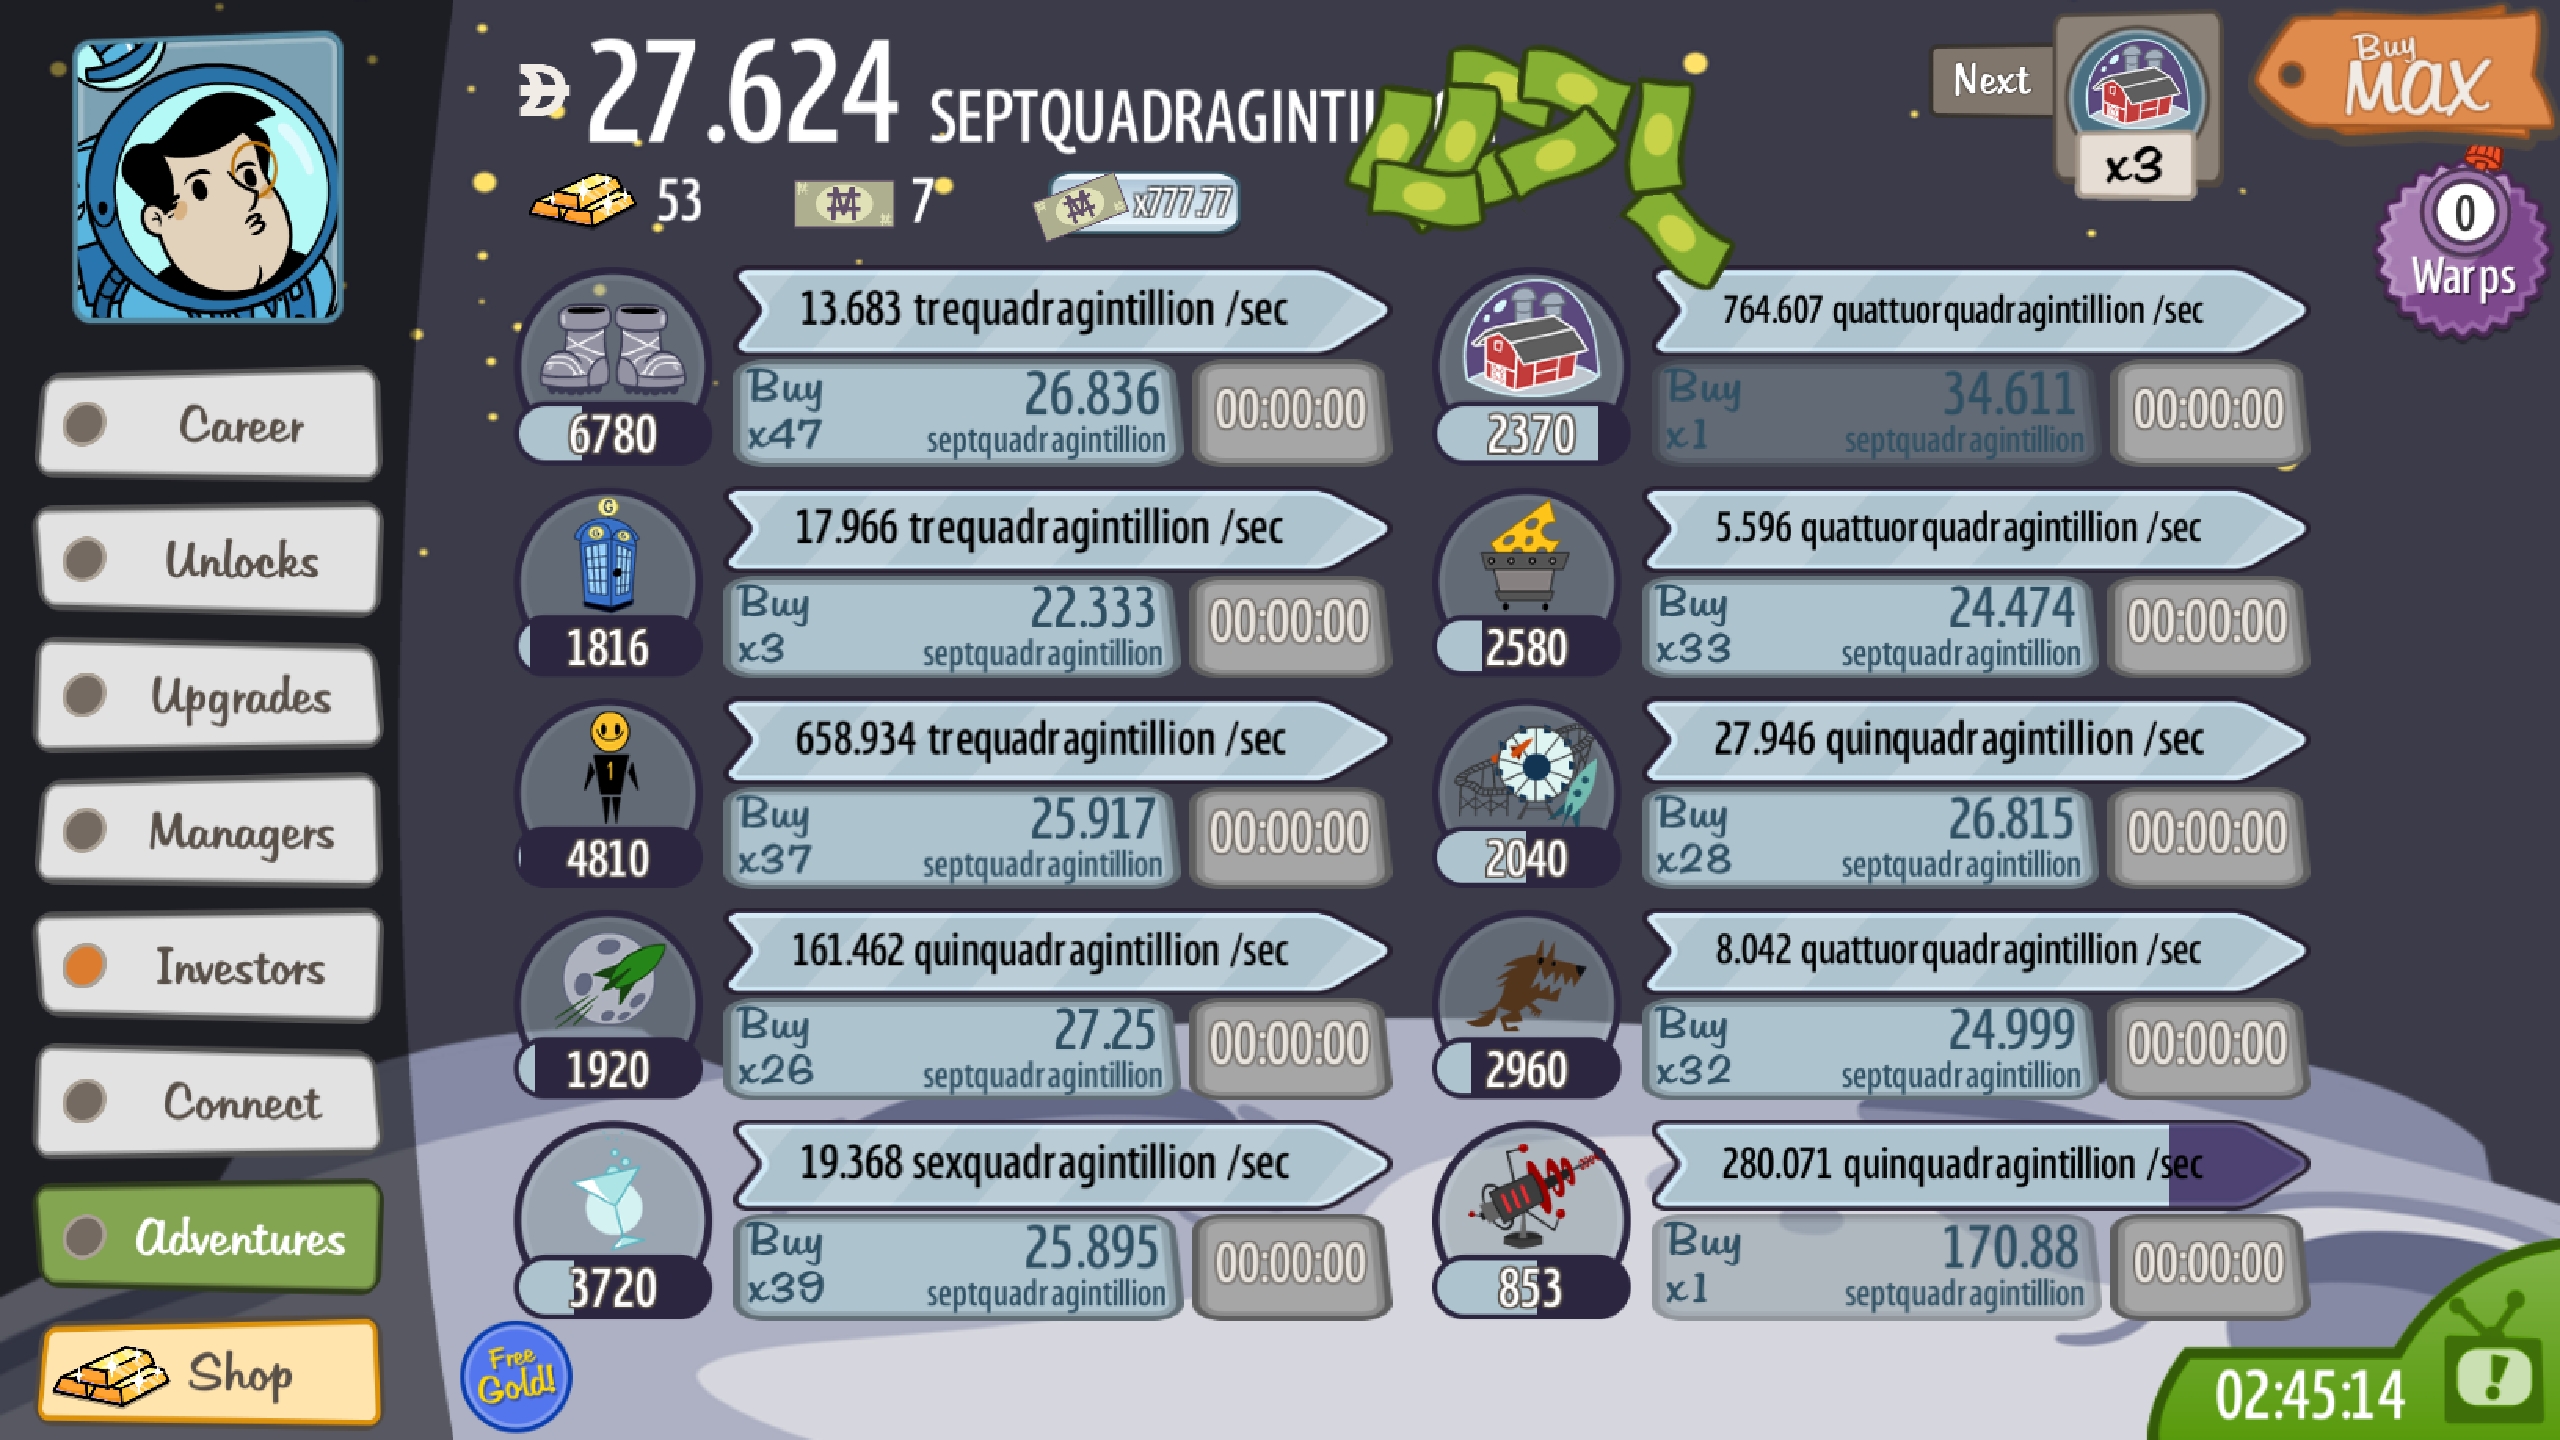 27.624 SEPTQUADRAGINTI
53
7
x777.77
Next
x3
Buy
MAX
0
Warps
Career
Unlocks
Upgrades
Managers
Investors
Connect
Adventures
Shop
Free
Gold!
13.683 trequadragintillion /sec
6780
Buy
x47
26.836
septquadragintillion
00:00:00
764.607 quattuorquadragintillion /sec
2370
Buy
x1
34.611
septquadragintillion
00:00:00
G
G G
17.966 trequadragintillion /sec
1816
Buy
x3
22.333
septquadragintillion
00:00:00
5.596 quattuorquadragintillion /sec
2580
Buy
x33
24.474
septquadragintillion
00:00:00
1
658.934 trequadragintillion /sec
4810
Buy
x37
25.917
septquadragintillion
00:00:00
27.946 quinquadragintillion /sec
2040
Buy
x28
26.815
septquadragintillion
00:00:00
161.462 quinquadragintillion /sec
1920
Buy
x26
27.25
septquadragintillion
00:00:00
8.042 quattuorquadragintillion /sec
2960
Buy
x32
24.999
septquadragintillion
00:00:00
19.368 sexquadragintillion /sec
3720
Buy
x39
25.895
septquadragintillion
00:00:00
280.071 quinquadragintillion /sec
853
Buy
x1
170.88
septquadragintillion
00:00:00
02:45:14
!